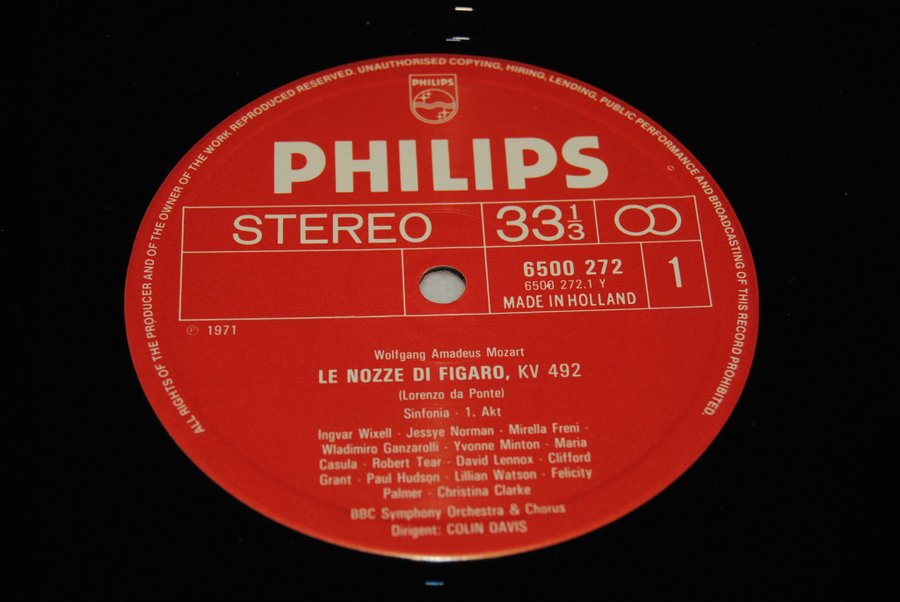 ALL RIGHTS OF THE PRODUCER AND OF THE OWNER OF THE WORK REPRODUCED RESERVED. UNAUTHORISED COPYING, HIRING, LENDING, PUBLIC PERFORMANCE AND BROADCASTING OF THIS RECORD PROHIBITED.
PHILIPS
PHILIPS
STEREO
33 1/3
6500 272
6500 272.1 Y
MADE IN HOLLAND
1
℗ 1971
Wolfgang Amadeus Mozart
LE NOZZE DI FIGARO, KV 492
(Lorenzo da Ponte)
Sinfonia · 1. Akt
Ingvar Wixell · Jessye Norman · Mirella Freni ·
Wladimiro Ganzarolli · Yvonne Minton · Maria
Casula · Robert Tear · David Lennox · Clifford
Grant · Paul Hudson · Lillian Watson · Felicity
Palmer · Christina Clarke
BBC Symphony Orchestra & Chorus
Dirigent: COLIN DAVIS